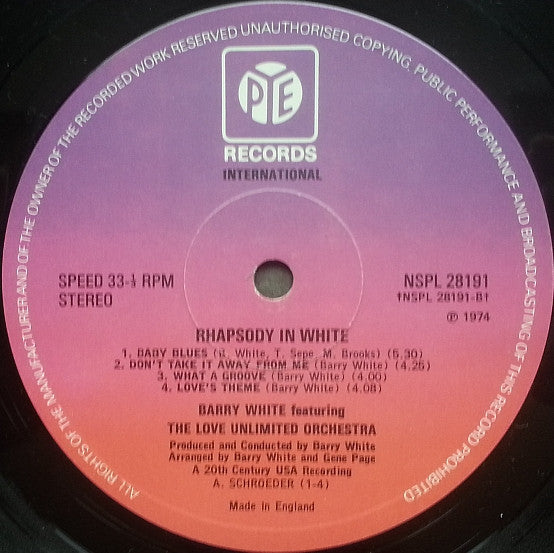 ALL RIGHTS OF THE MANUFACTURER AND OF THE OWNER OF THE RECORDED WORK RESERVED UNAUTHORISED COPYING, PUBLIC PERFORMANCE AND BROADCASTING OF THIS RECORD PROHIBITED
PYE
RECORDS
INTERNATIONAL
SPEED 33-⅓ RPM
STEREO
NSPL 28191
†NSPL 28191-B†
℗ 1974
RHAPSODY IN WHITE
1. BABY BLUES (B. White, T. Sepe, M. Brooks) (5.30)
2. DON'T TAKE IT AWAY FROM ME (Barry White) (4.25)
3. WHAT A GROOVE (Barry White) (4.00)
4. LOVE'S THEME (Barry White) (4.08)
BARRY WHITE featuring
THE LOVE UNLIMITED ORCHESTRA
Produced and Conducted by Barry White
Arranged by Barry White and Gene Page
A 20th Century USA Recording
A. SCHROEDER (1-4)
Made in England